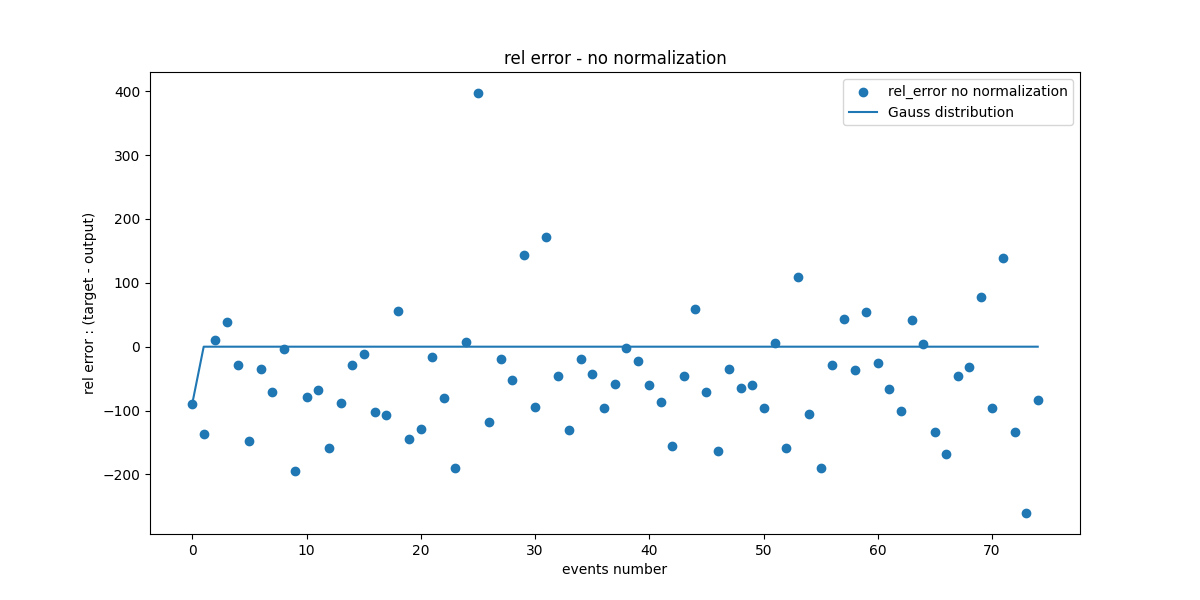 rel error - no normalization
rel_error no normalization
Gauss distribution
400
300
200
100
0
−100
−200
rel error : (target - output)
0 10 20 30 40 50 60 70
events number